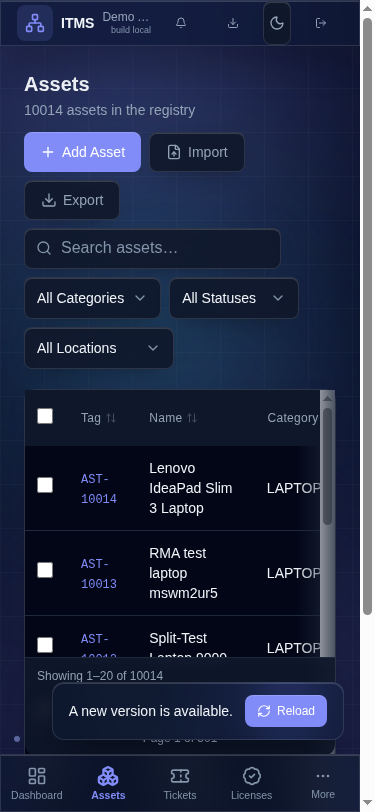 ITMS
Demo ...
build local
Assets
10014 assets in the registry
Add Asset
Import
Export
Search assets...
All Categories
All Statuses
All Locations
Tag
Name
Category
AST-
10014
Lenovo
IdeaPad Slim
3 Laptop
LAPTOP
AST-
10013
RMA test
laptop
mswm2ur5
LAPTOP
AST-
Split-Test
LAPTOP
Showing 1–20 of 10014
A new version is available.
Reload
Dashboard
Assets
Tickets
Licenses
More